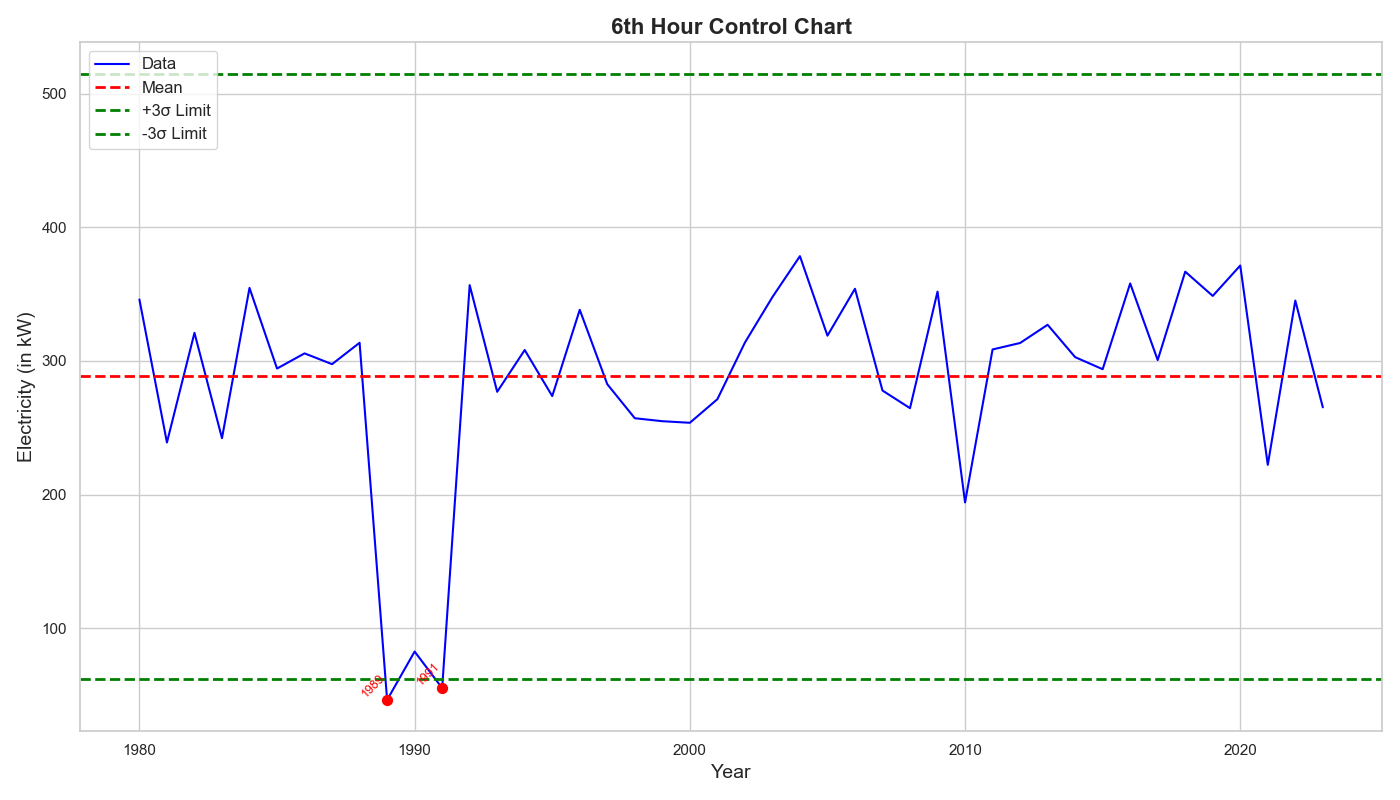 6th Hour Control Chart
Data
Mean
+3σ Limit
-3σ Limit
Electricity (in kW)
500
400
300
200
100
1989
1991
1980
1990
2000
2010
2020
Year